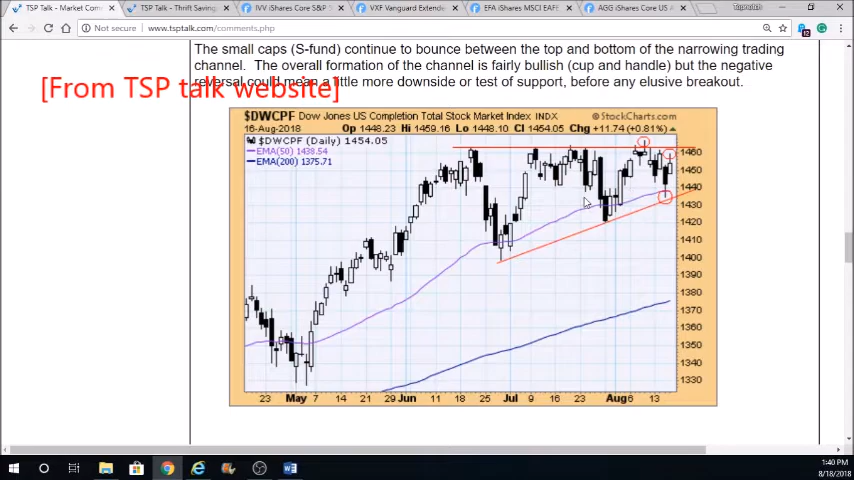 TSP Talk - Market Com
TSP Talk - Thrift Saving
IVV iShares Core S&P 5
VXF Vanguard Extende
EFA iShares MSCI EAFE
AGG iShares Core US A
Not secure | www.tsptalk.com/comments.php
The small caps (S-fund) continue to bounce between the top and bottom of the narrowing trading
channel. The overall formation of the channel is fairly bullish (cup and handle) but the negative
reversal could mean a little more downside or test of support, before any elusive breakout.
[From TSP talk website]
$DWCPF Dow Jones US Completion Total Stock Market Index INDX © StockCharts.com
16-Aug-2018 Op 1448.23 Hi 1459.16 Lo 1448.10 Cl 1454.05 Chg +11.74 (+0.81%)
$DWCPF (Daily) 1454.05
EMA(50) 1438.54
EMA(200) 1375.71
1460
1450
1440
1430
1420
1410
1400
1390
1380
1370
1360
1350
1340
1330
23 May 7 14 21 29 Jun 11 18 25 Jul 9 16 23 Aug 6 13
1:40 PM
8/18/2018